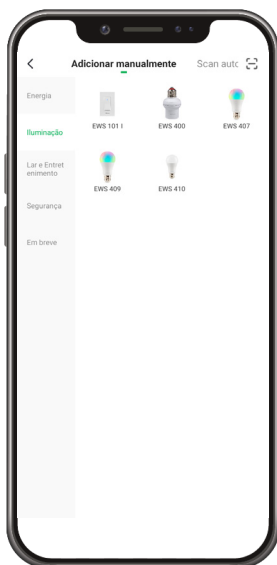 Adicionar manualmente Scan autc
Energia
Iluminação
Lar e Entret
enimento
Segurança
Em breve
EWS 101 I EWS 400 EWS 407
EWS 409 EWS 410